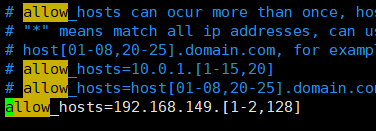 # allow_hosts can ocur more than once, hos
# "*" means match all ip addresses, can us
# host[01-08,20-25].domain.com, for exampl
# allow_hosts=10.0.1.[1-15,20]
# allow_hosts=host[01-08,20-25].domain.com
allow_hosts=192.168.149.[1-2,128]